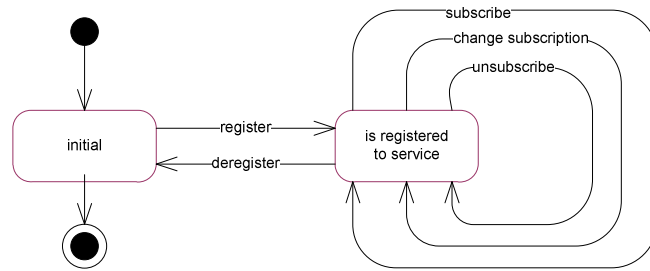 subscribe
change subscription
unsubscribe
register
initial
is registered
to service
deregister